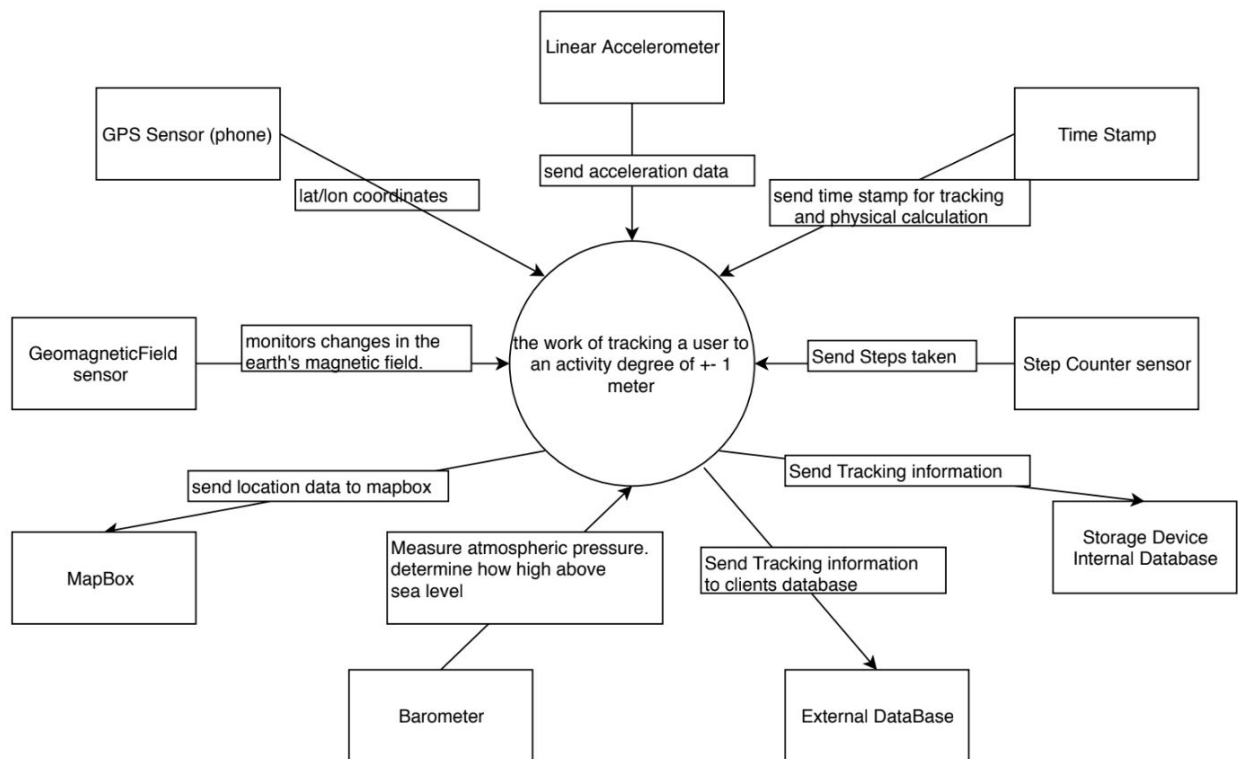 Linear Accelerometer
GPS Sensor (phone)
Time Stamp
send acceleration data
lat/lon coordinates
send time stamp for tracking
and physical calculation
GeomagneticField
sensor
monitors changes in the
earth's magnetic field.
the work of tracking a user to
an activity degree of +- 1
meter
Send Steps taken
Step Counter sensor
send location data to mapbox
Send Tracking information
MapBox
Measure atmospheric pressure.
determine how high above
sea level
Send Tracking information
to clients database
Storage Device
Internal Database
Barometer
External DataBase